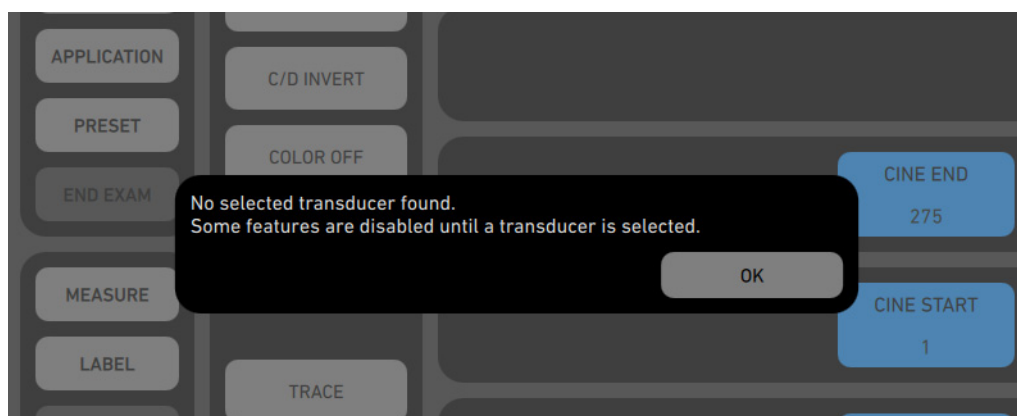 APPLICATION
PRESET
END EXAM
MEASURE
LABEL
C/D INVERT
COLOR OFF
TRACE
No selected transducer found.
Some features are disabled until a transducer is selected.
OK
CINE END
275
CINE START
1